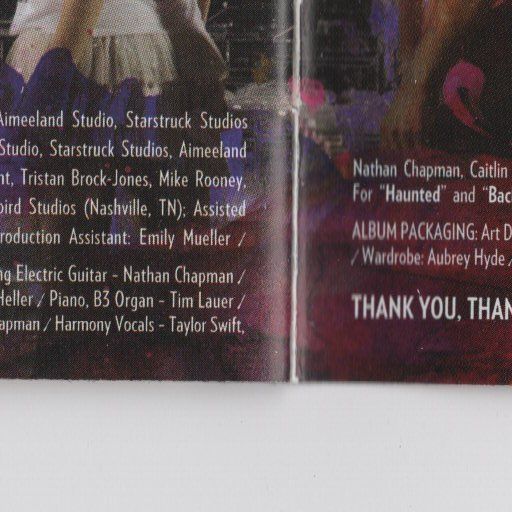 Aimeeland Studio, Starstruck Studios
Studio, Starstruck Studios, Aimeeland
nt, Tristan Brock-Jones, Mike Rooney,
bird Studios (Nashville, TN); Assisted
roduction Assistant: Emily Mueller /
ng Electric Guitar - Nathan Chapman /
Heller / Piano, B3 Organ - Tim Lauer /
apman / Harmony Vocals - Taylor Swift,
Nathan Chapman, Caitlin
For "Haunted" and "Bac
ALBUM PACKAGING: Art D
/ Wardrobe: Aubrey Hyde /
THANK YOU, THAN